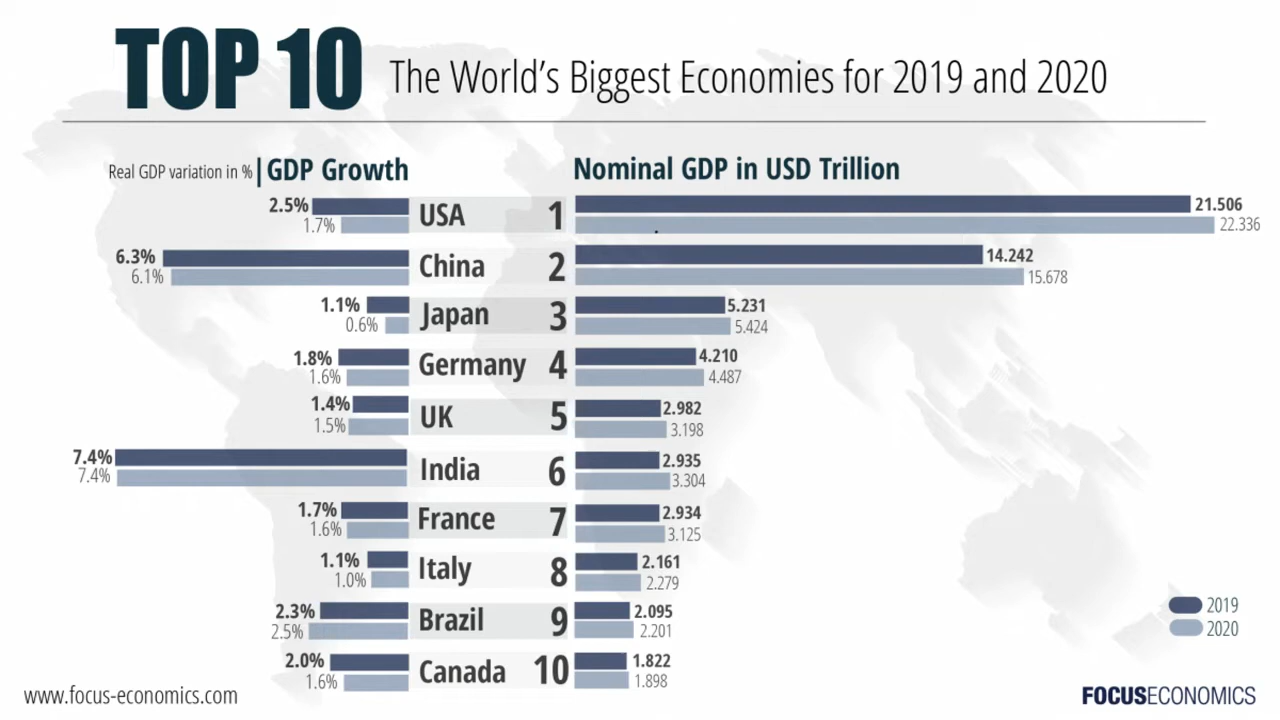 TOP 10 The World's Biggest Economies for 2019 and 2020
Real GDP variation in % | GDP Growth
Nominal GDP in USD Trillion
2.5% USA 1 21.506
1.7% 22.336
6.3% China 2 14.242
6.1% 15.678
1.1% Japan 3 5.231
0.6% 5.424
1.8% Germany 4 4.210
1.6% 4.487
1.4% UK 5 2.982
1.5% 3.198
7.4% India 6 2.935
7.4% 3.304
1.7% France 7 2.934
1.6% 3.125
1.1% Italy 8 2.161
1.0% 2.279
2.3% Brazil 9 2.095
2.5% 2.201
2.0% Canada 10 1.822
1.6% 1.898
2019
2020
www.focus-economics.com
FOCUSECONOMICS